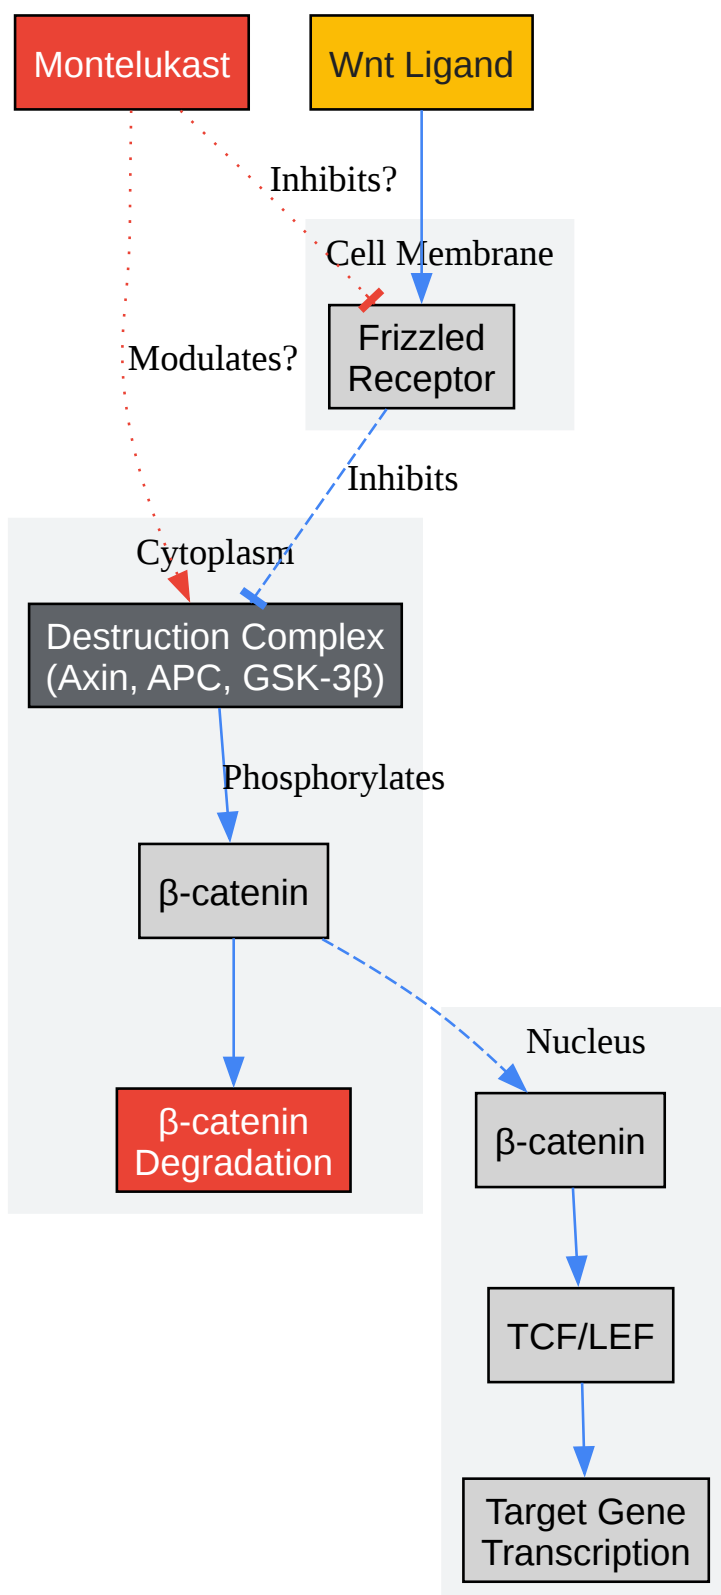 Montelukast
Wnt Ligand
Inhibits?
Cell Membrane
Frizzled
Receptor
Modulates?
Inhibits
Cytoplasm
Destruction Complex
(Axin, APC, GSK-3β)
Phosphorylates
β-catenin
Nucleus
β-catenin
Degradation
β-catenin
TCF/LEF
Target Gene
Transcription